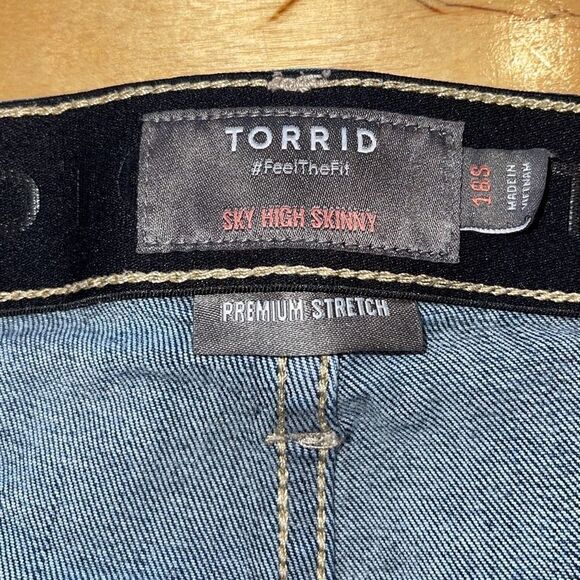 TORRID
#FeelTheFit
SKY HIGH SKINNY
18S
MADE IN
VIETNAM
PREMIUM STRETCH